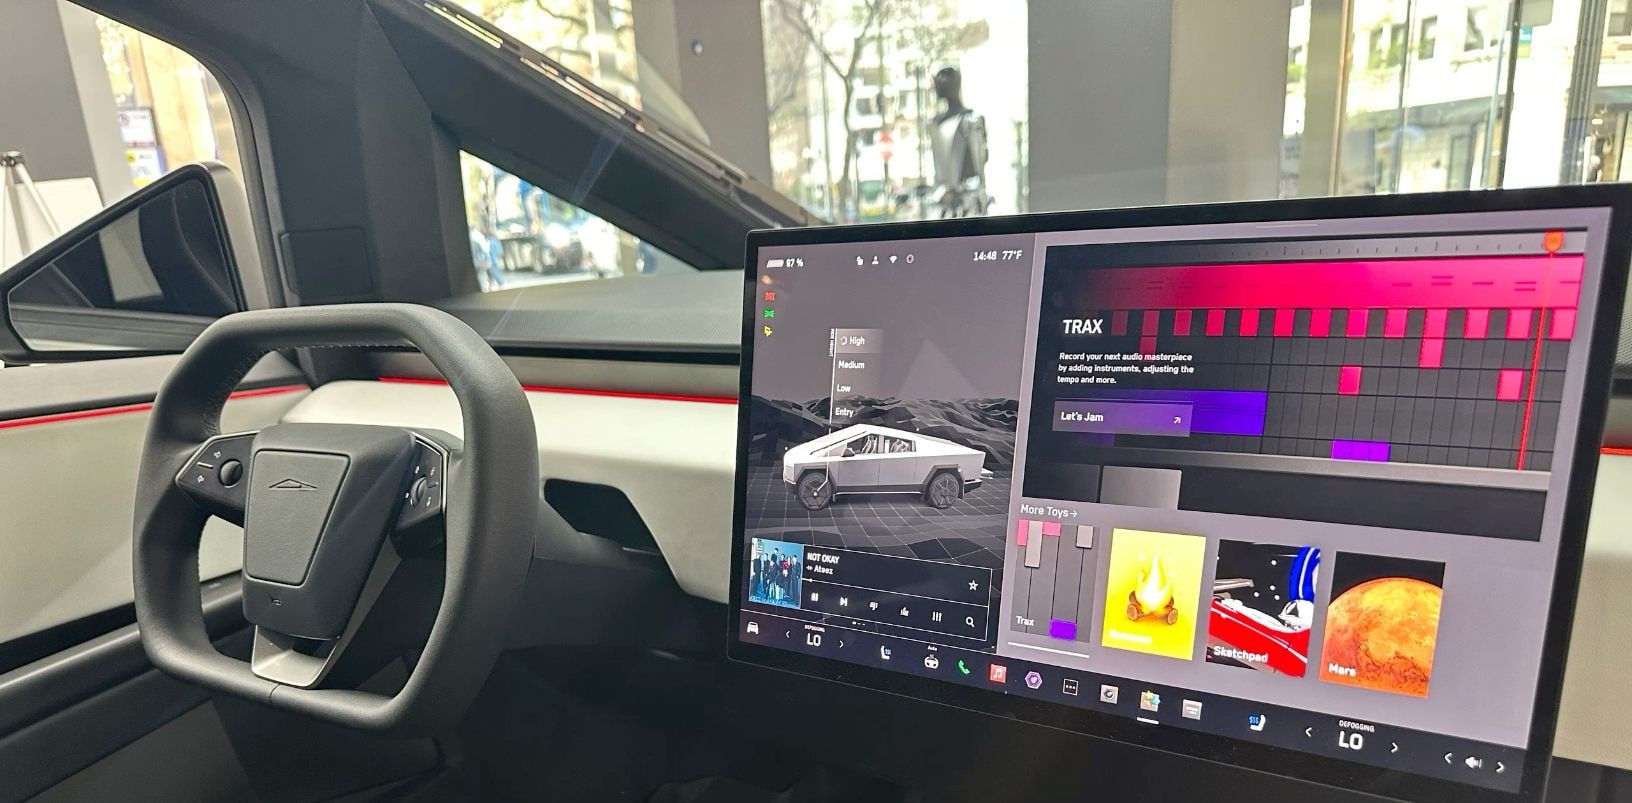 97 %
14:48 77°F
High
Medium
Low
Entry
NOT OKAY
Ateez
TRAX
Record your next audio masterpiece
by adding instruments, adjusting the
tempo and more.
Let's Jam
More Toys
Trax
Sketchpad
Mars
DEFOGGING
LO
Auto
DEFOGGING
LO